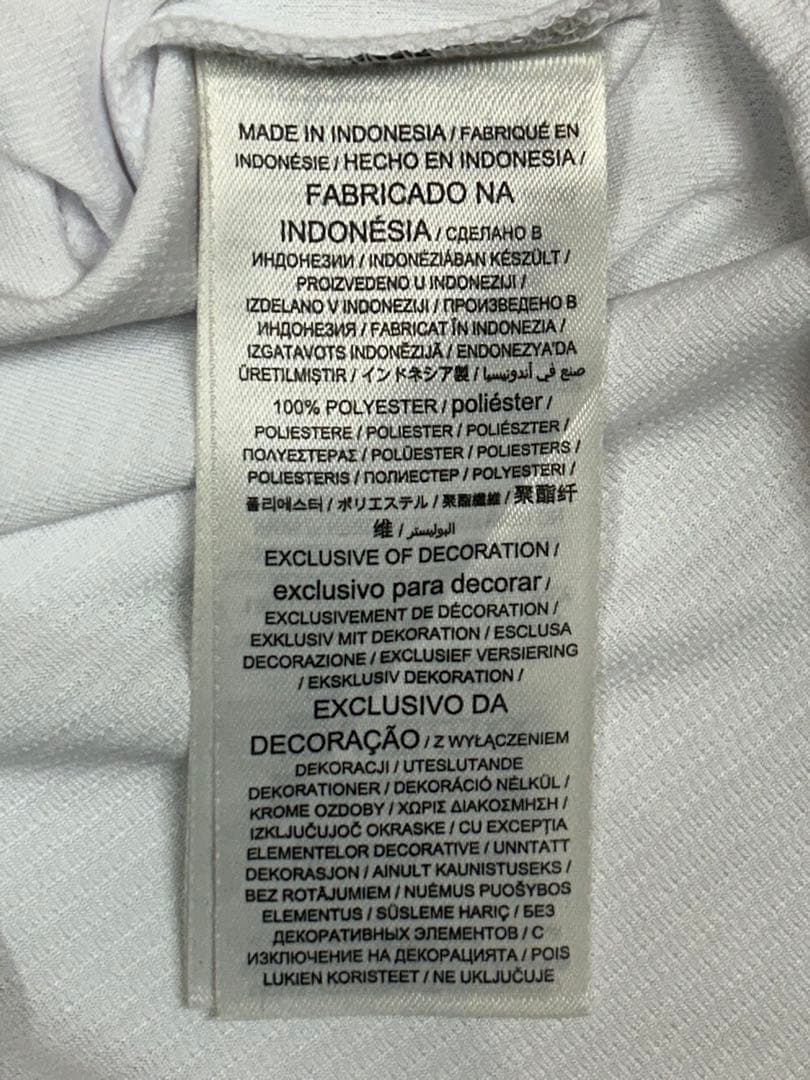 MADE IN INDONESIA / FABRIQUÉ EN
INDONÉSIE / HECHO EN INDONESIA /
FABRICADO NA
INDONÉSIA / СДЕЛАНО В
ИНДОНЕЗИИ / INDONÉZIÁBAN KÉSZÜLT /
PROIZVEDENO U INDONEZIJI /
IZDELANO V INDONEZIJI / ПРОИЗВЕДЕНО В
ИНДОНЕЗИЯ / FABRICAT ÎN INDONEZIA /
IZGATAVOTS INDONĒZIJĀ / ENDONEZYA'DA
ÜRETILMIŞTIR / インドネシア製 / صنع في أندونيسيا
100% POLYESTER / poliéster /
POLIESTERE / POLIESTER / POLIÉSZTER /
ΠΟΛΥΕΣΤΕΡΑΣ / POLÜESTER / POLIESTERS /
POLIESTERIS / ПОЛИЕСТЕР / POLYESTERI /
폴리에스터 / ポリエステル / 聚酯纖維 / 聚酯纤
维 / البوليستر
EXCLUSIVE OF DECORATION /
exclusivo para decorar /
EXCLUSIVEMENT DE DÉCORATION /
EXKLUSIV MIT DEKORATION / ESCLUSA
DECORAZIONE / EXCLUSIEF VERSIERING
/ EKSKLUSIV DEKORATION /
EXCLUSIVO DA
DECORAÇÃO / Z WYŁĄCZENIEM
DEKORACJI / UTESLUTANDE
DEKORATIONER / DEKORÁCIÓ NÉLKÜL /
KROME OZDOBY / ΧΩΡΙΣ ΔΙΑΚΟΣΜΗΣΗ /
IZKLJUČUJOČ OKRASKE / CU EXCEPȚIA
ELEMENTELOR DECORATIVE / UNNTATT
DEKORASJON / AINULT KAUNISTUSEKS /
BEZ ROTĀJUMIEM / NUĖMUS PUOŠYBOS
ELEMENTUS / SÜSLEME HARIÇ / БЕЗ
ДЕКОРАТИВНЫХ ЭЛЕМЕНТОВ / С
ИЗКЛЮЧЕНИЕ НА ДЕКОРАЦИЯТА / POIS
LUKIEN KORISTEET / NE UKLJUČUJE